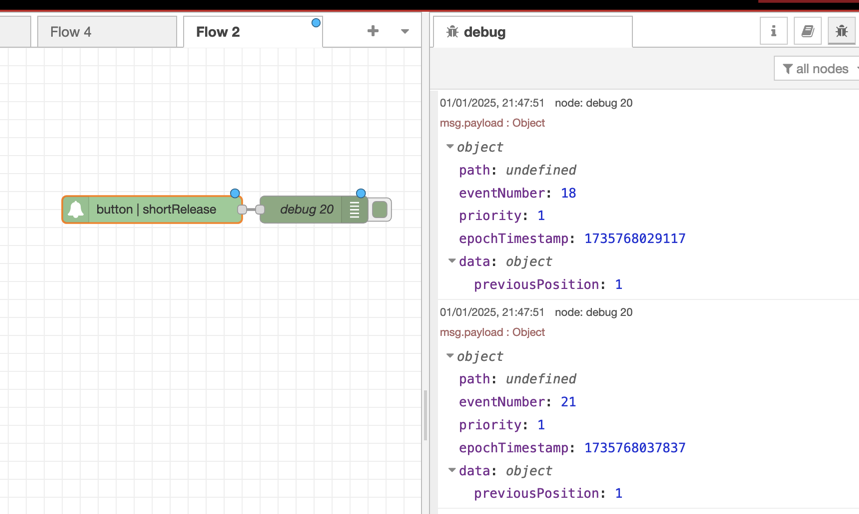 Flow 4
Flow 2
debug
i
all nodes
button | shortRelease
debug 20
01/01/2025, 21:47:51 node: debug 20
msg.payload : Object
object
path: undefined
eventNumber: 18
priority: 1
epochTimestamp: 1735768029117
data: object
previousPosition: 1
01/01/2025, 21:47:51 node: debug 20
msg.payload : Object
object
path: undefined
eventNumber: 21
priority: 1
epochTimestamp: 1735768037837
data: object
previousPosition: 1